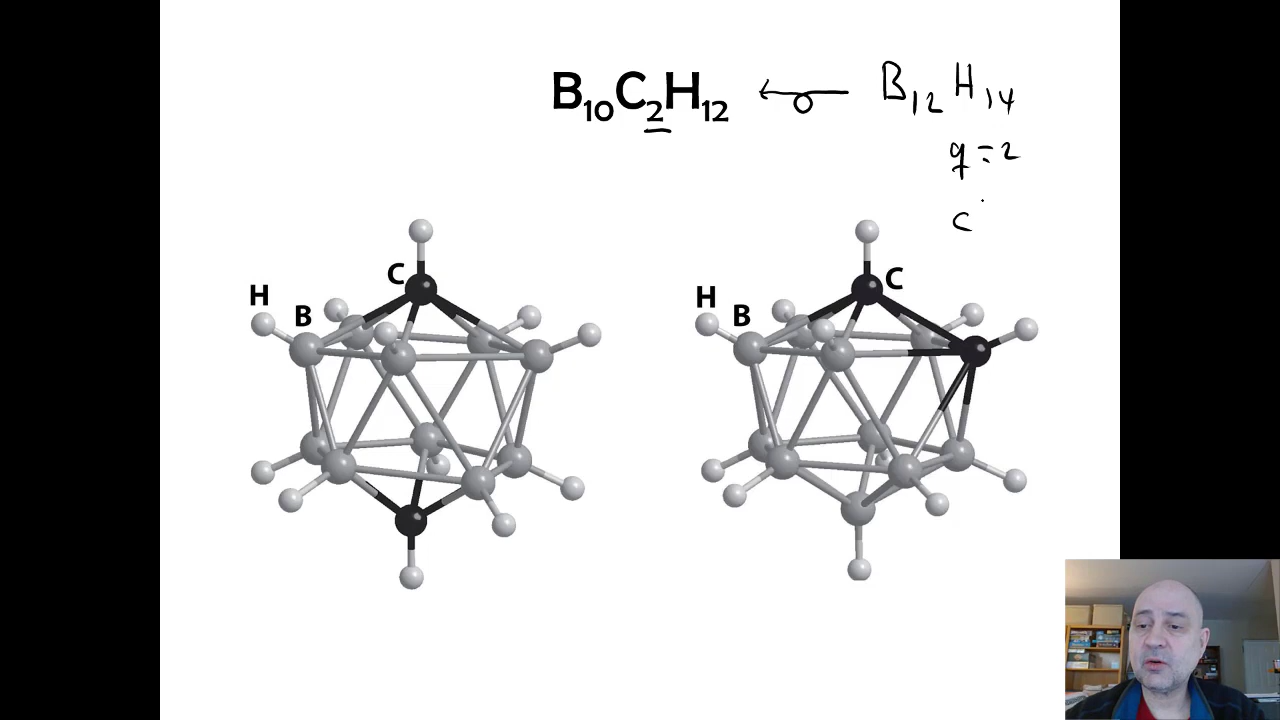 B₁₀C₂H₁₂ ← B₁₂H₁₄
q = 2
C
C
C
H
B
H
B